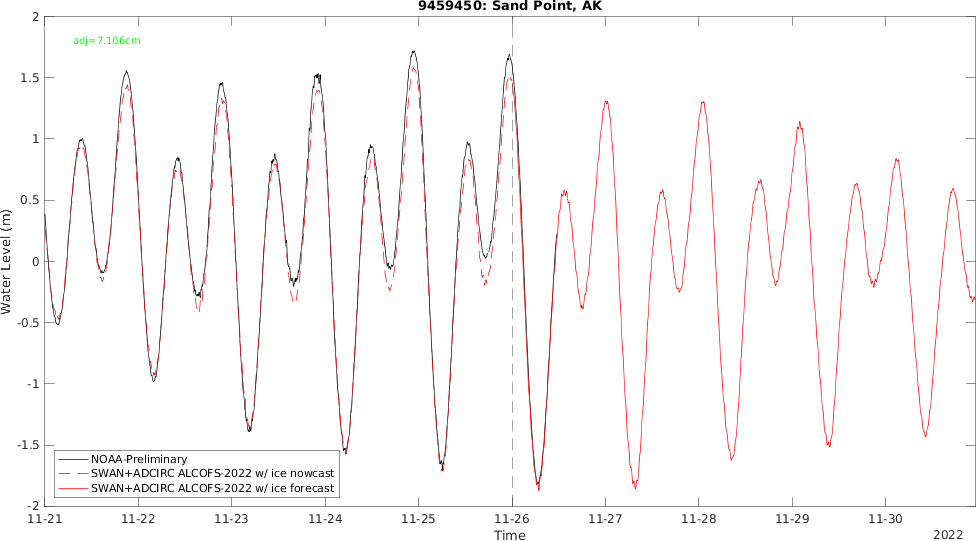 9459450: Sand Point, AK
adj=7.106cm
2
1.5
1
0.5
0
-0.5
-1
-1.5
-2
Water Level (m)
NOAA-Preliminary
SWAN+ADCIRC ALCOFS-2022 w/ ice nowcast
SWAN+ADCIRC ALCOFS-2022 w/ ice forecast
11-21 11-22 11-23 11-24 11-25 11-26 11-27 11-28 11-29 11-30
Time
2022